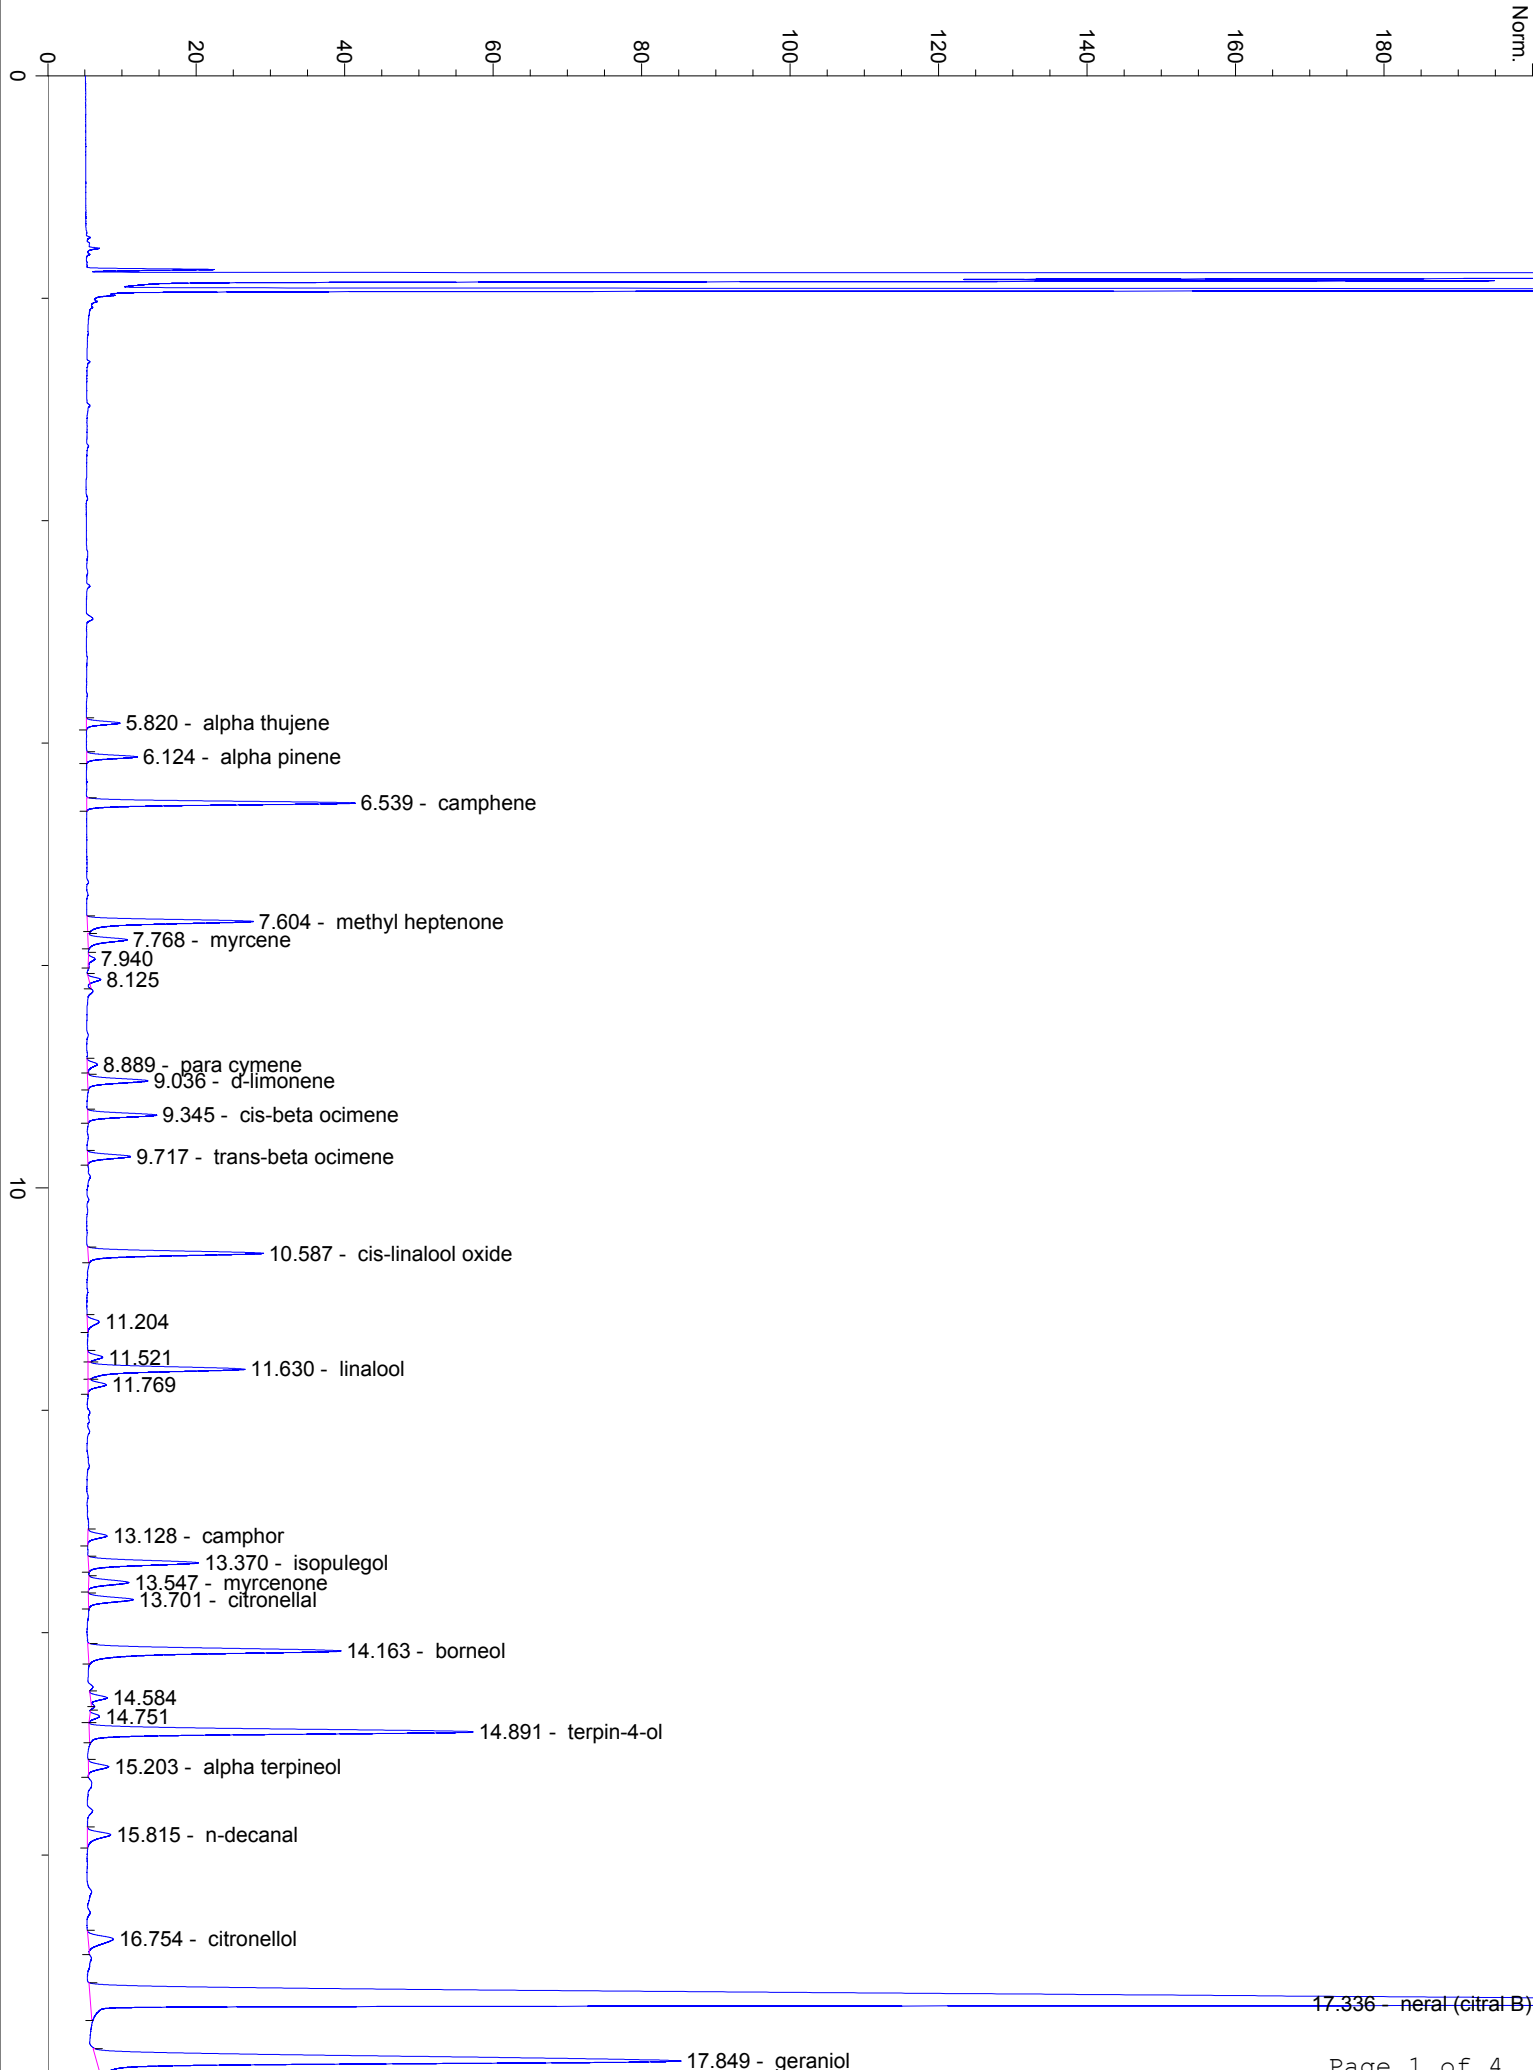 Norm.
0
20
40
60
80
100
120
140
160
180
0
5.820 - alpha thujene
6.124 - alpha pinene
6.539 - camphene
7.604 - methyl heptenone
7.768 - myrcene
7.940
8.125
8.889 - para cymene
9.036 - d-limonene
9.345 - cis-beta ocimene
9.717 - trans-beta ocimene
10
10.587 - cis-linalool oxide
11.204
11.521
11.630 - linalool
11.769
13.128 - camphor
13.370 - isopulegol
13.547 - myrcenone
13.701 - citronellal
14.163 - borneol
14.584
14.751
14.891 - terpin-4-ol
15.203 - alpha terpineol
15.815 - n-decanal
16.754 - citronellol
17.336 - neral (citral B)
17.849 - geraniol
Page 1 of 4